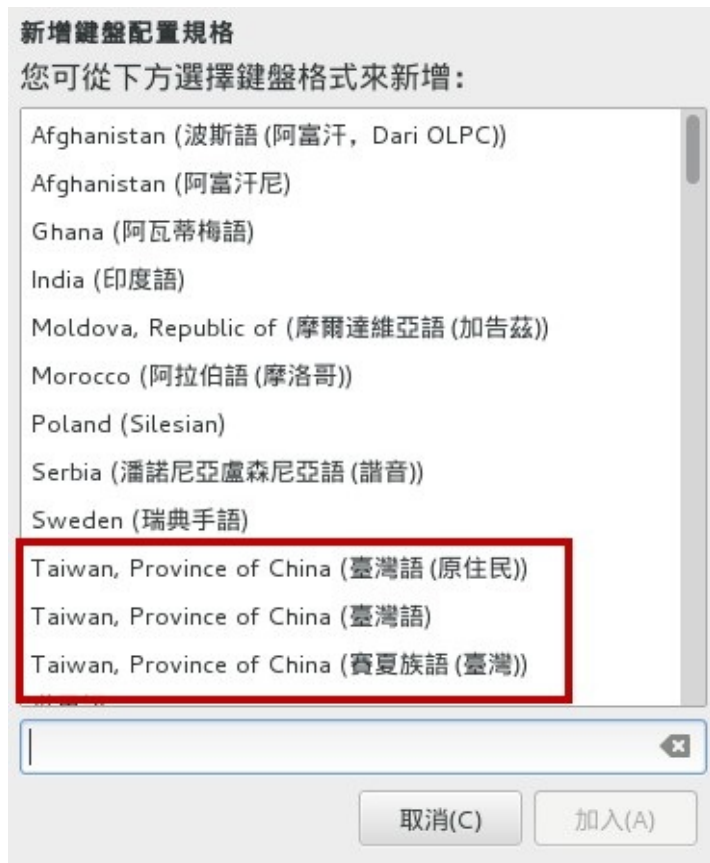 新增鍵盤配置規格
您可從下方選擇鍵盤格式來新增：
Afghanistan (波斯語 (阿富汗，Dari OLPC))
Afghanistan (阿富汗尼)
Ghana (阿瓦蒂梅語)
India (印度語)
Moldova, Republic of (摩爾達維亞語 (加告茲))
Morocco (阿拉伯語 (摩洛哥))
Poland (Silesian)
Serbia (潘諾尼亞盧森尼亞語 (諧音))
Sweden (瑞典手語)
Taiwan, Province of China (臺灣語 (原住民))
Taiwan, Province of China (臺灣語)
Taiwan, Province of China (賽夏族語 (臺灣))
取消(C)
加入(A)